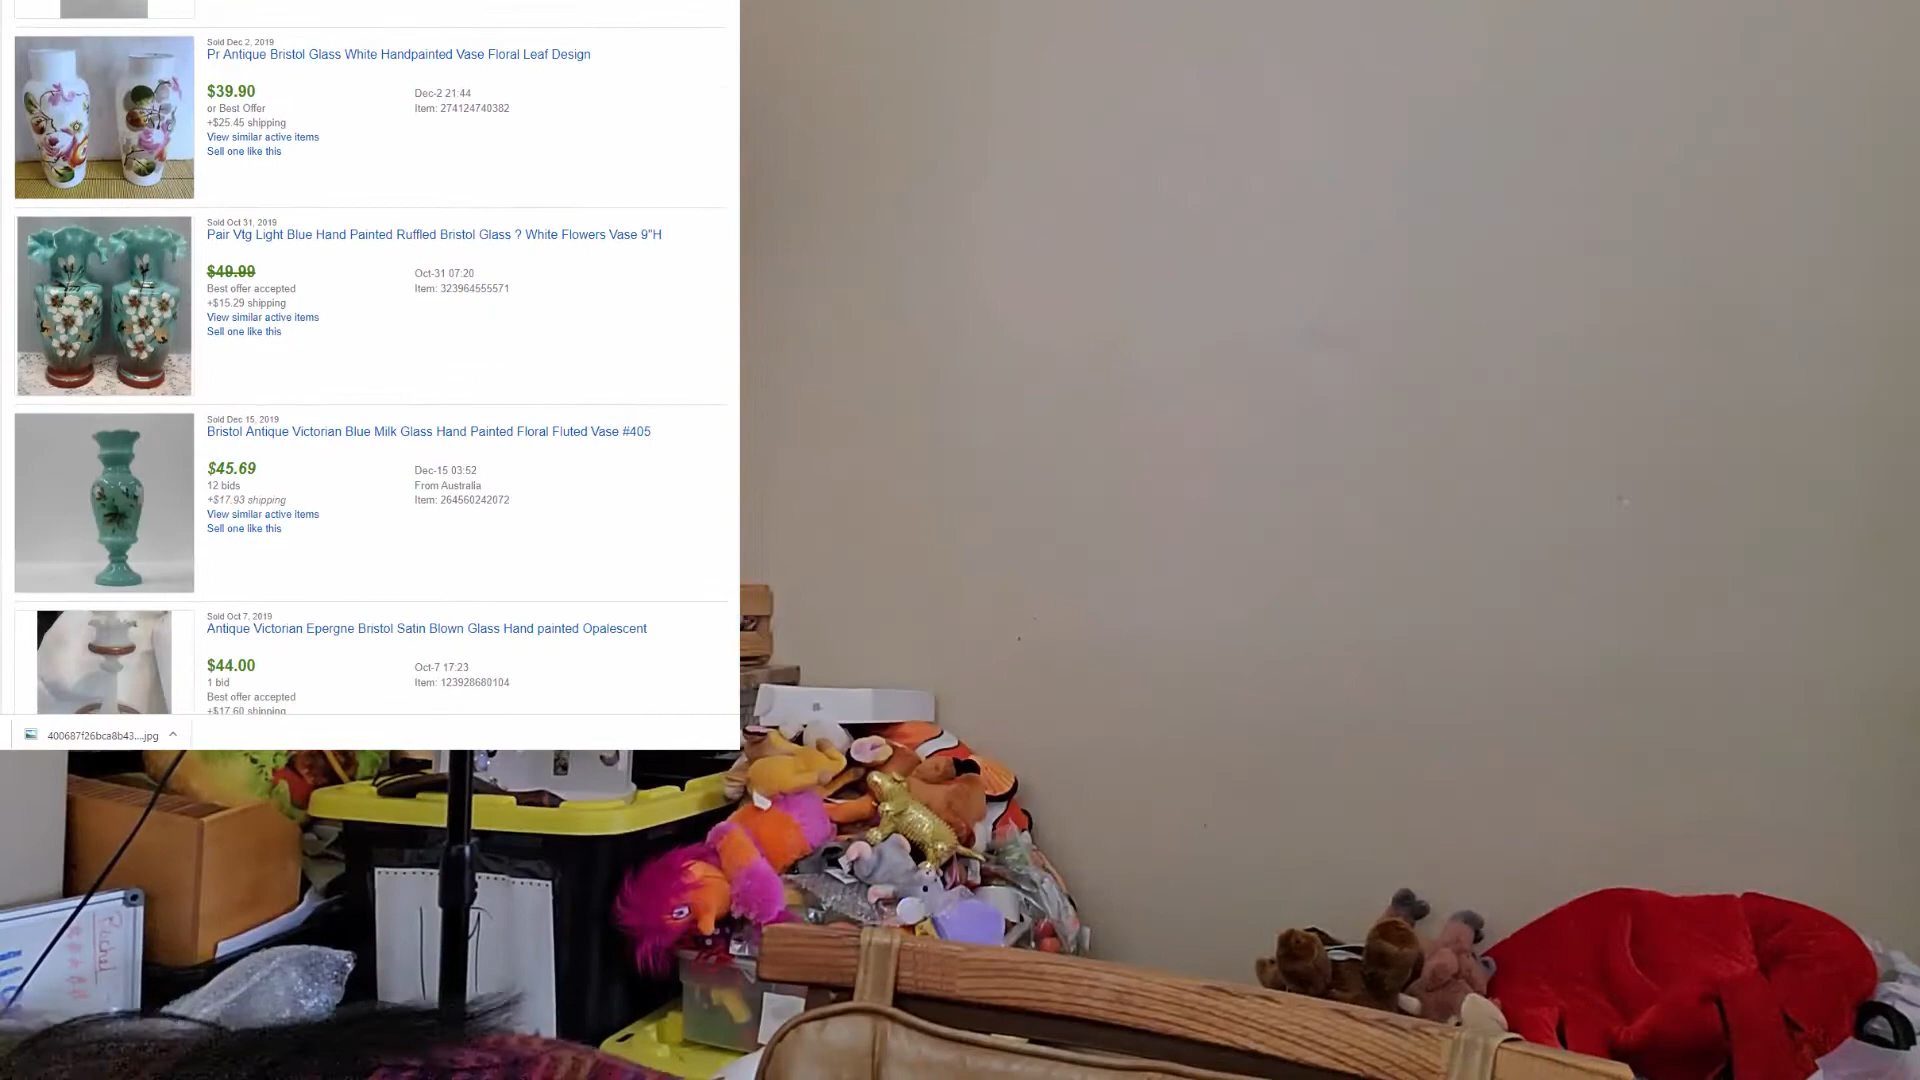 Sold Dec 2, 2019
Pr Antique Bristol Glass White Handpainted Vase Floral Leaf Design
$39.90
Dec-2 21:44
or Best Offer
Item: 274124740382
+$25.45 shipping
View similar active items
Sell one like this
Sold Oct 31, 2019
Pair Vtg Light Blue Hand Painted Ruffled Bristol Glass ? White Flowers Vase 9"H
$49.99
Oct-31 07:20
Best offer accepted
Item: 323964555571
+$15.29 shipping
View similar active items
Sell one like this
Sold Dec 15, 2019
Bristol Antique Victorian Blue Milk Glass Hand Painted Floral Fluted Vase #405
$45.69
Dec-15 03:52
12 bids
From Australia
+$17.93 shipping
Item: 264560242072
View similar active items
Sell one like this
Sold Oct 7, 2019
Antique Victorian Epergne Bristol Satin Blown Glass Hand painted Opalescent
$44.00
Oct-7 17:23
1 bid
Item: 123928680104
Best offer accepted
+$17.60 shipping
400687f26bca8b43....jpg
Rachel